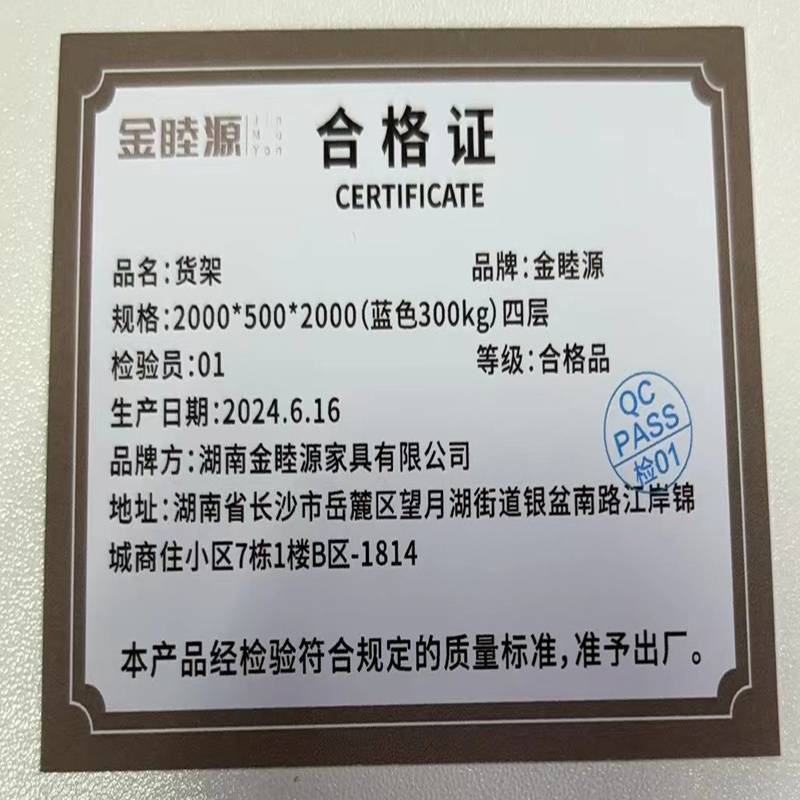 金睦源 Jin Mu Yan 合格证
CERTIFICATE
品名:货架 品牌:金睦源
规格:2000*500*2000(蓝色300kg)四层
检验员:01 等级:合格品
生产日期:2024.6.16
品牌方:湖南金睦源家具有限公司
地址:湖南省长沙市岳麓区望月湖街道银盆南路江岸锦
城商住小区7栋1楼B区-1814
QC
PASS
检01
本产品经检验符合规定的质量标准,准予出厂。